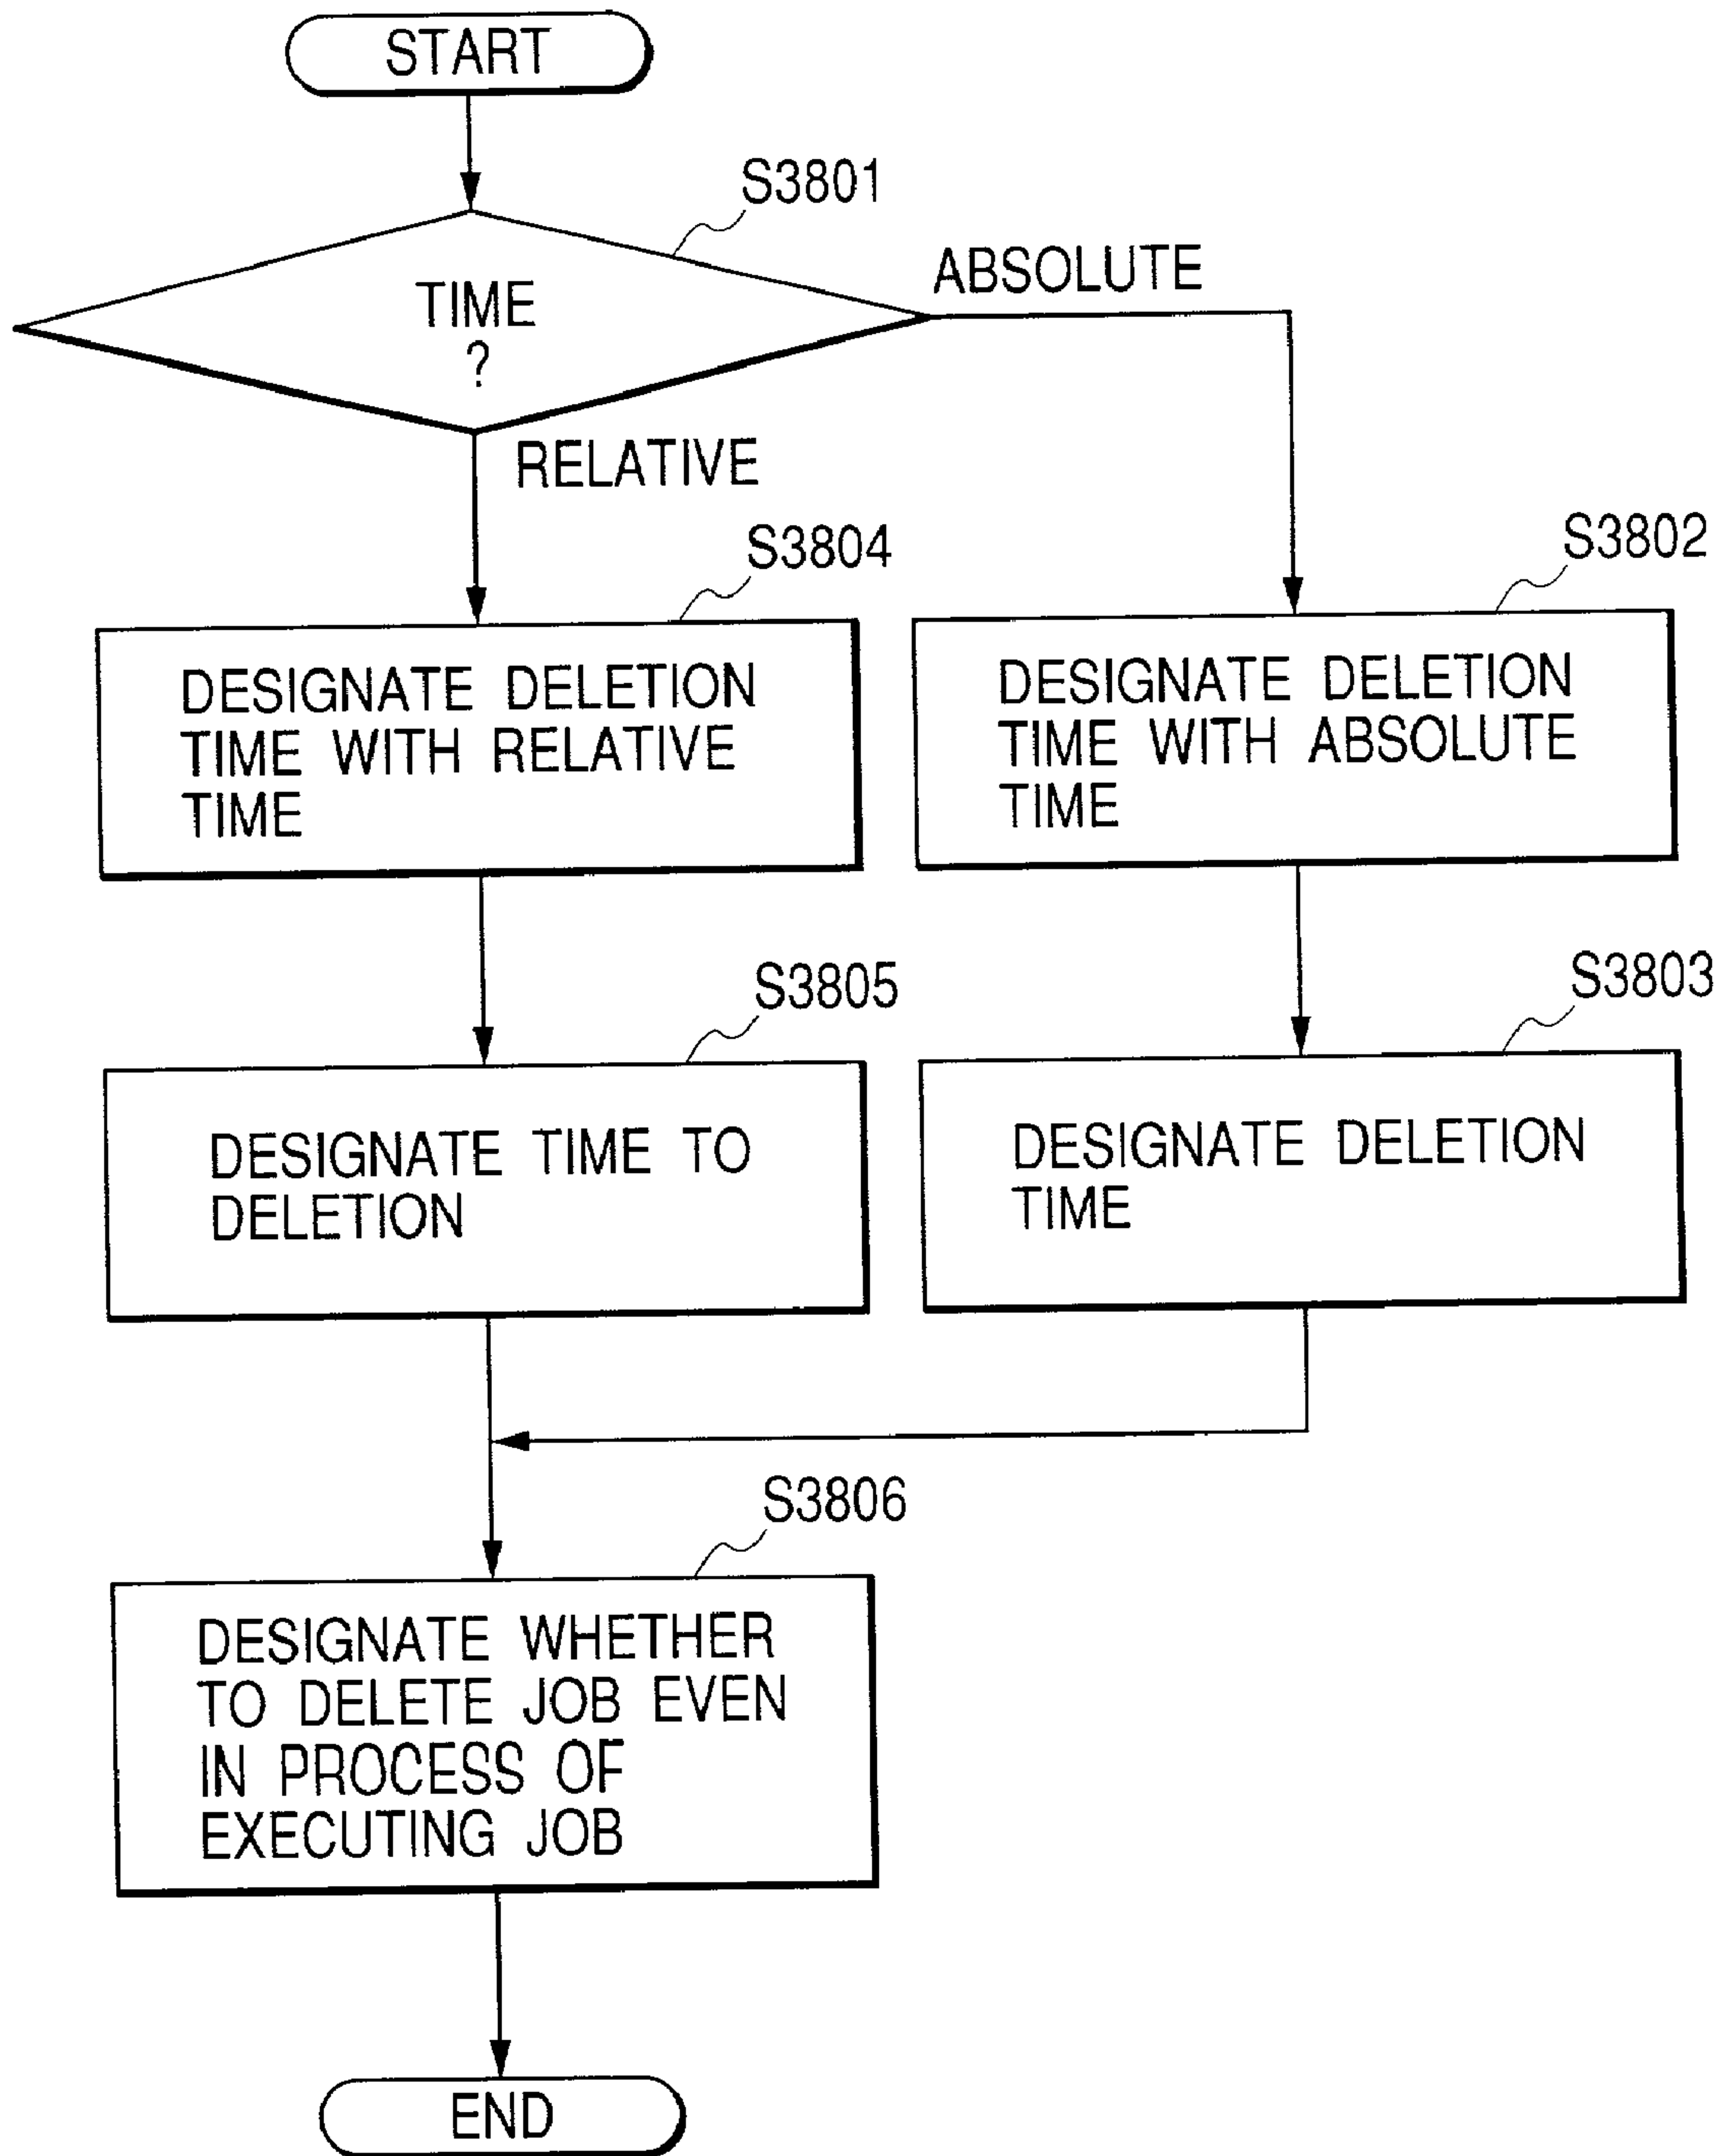 START
S3801
TIME
?
ABSOLUTE
RELATIVE
S3804
DESIGNATE DELETION
TIME WITH RELATIVE
TIME
S3802
DESIGNATE DELETION
TIME WITH ABSOLUTE
TIME
S3805
DESIGNATE TIME TO
DELETION
S3803
DESIGNATE DELETION
TIME
S3806
DESIGNATE WHETHER
TO DELETE JOB EVEN
IN PROCESS OF
EXECUTING JOB
END